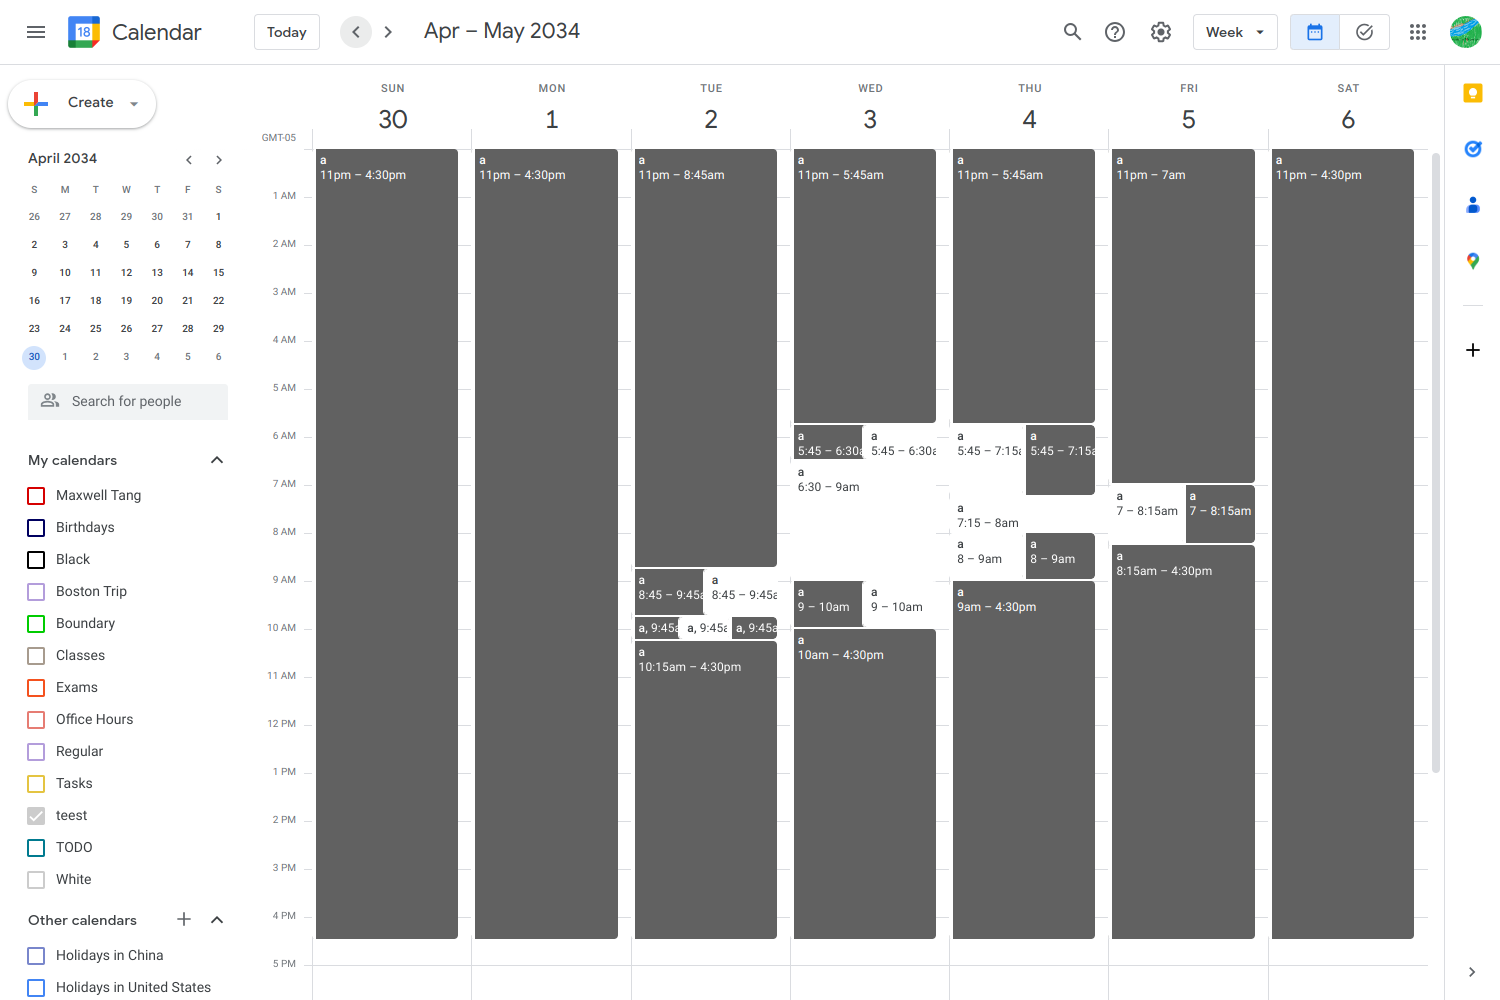 18 Calendar Today Apr – May 2034 Week
Create
April 2034
S M T W T F S
26 27 28 29 30 31 1
2 3 4 5 6 7 8
9 10 11 12 13 14 15
16 17 18 19 20 21 22
23 24 25 26 27 28 29
30 1 2 3 4 5 6
Search for people
My calendars
Maxwell Tang
Birthdays
Black
Boston Trip
Boundary
Classes
Exams
Office Hours
Regular
Tasks
teest
TODO
White
Other calendars
Holidays in China
Holidays in United States
SUN MON TUE WED THU FRI SAT
30 1 2 3 4 5 6
GMT-05
1 AM
2 AM
3 AM
4 AM
5 AM
6 AM
7 AM
8 AM
9 AM
10 AM
11 AM
12 PM
1 PM
2 PM
3 PM
4 PM
5 PM
a
11pm – 4:30pm
a
11pm – 4:30pm
a
11pm – 8:45am
a
8:45 – 9:45a
a
8:45 – 9:45a
a, 9:45a
a, 9:45a
a, 9:45a
a
10:15am – 4:30pm
a
11pm – 5:45am
a
5:45 – 6:30a
a
5:45 – 6:30a
a
6:30 – 9am
a
9 – 10am
a
9 – 10am
a
10am – 4:30pm
a
11pm – 5:45am
a
5:45 – 7:15a
a
5:45 – 7:15a
a
7:15 – 8am
a
8 – 9am
a
8 – 9am
a
9am – 4:30pm
a
11pm – 7am
a
7 – 8:15am
a
7 – 8:15am
a
8:15am – 4:30pm
a
11pm – 4:30pm